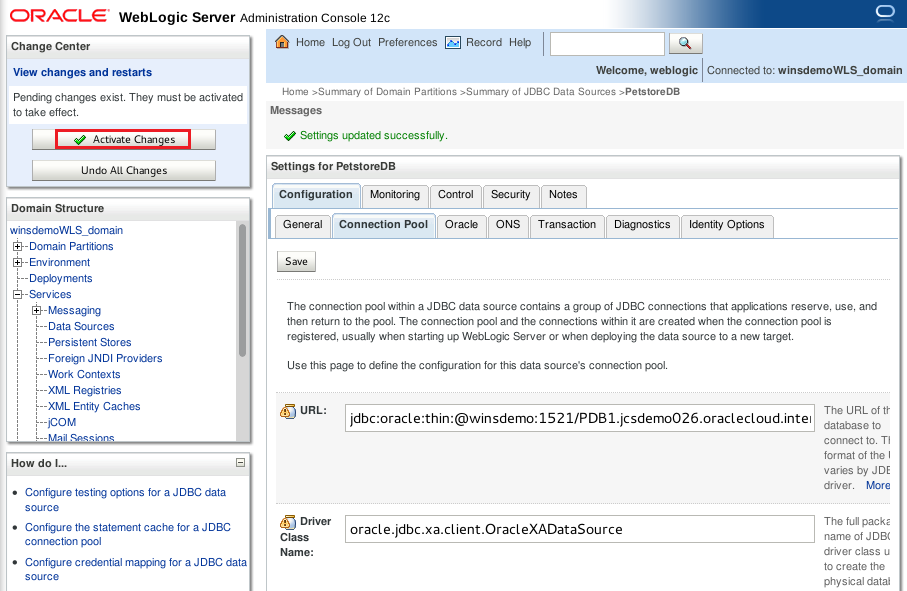 ORACLE WebLogic Server Administration Console 12c
Change Center
View changes and restarts
Pending changes exist. They must be activated
to take effect.
Activate Changes
Undo All Changes
Domain Structure
winsdemoWLS_domain
Domain Partitions
Environment
Deployments
Services
Messaging
Data Sources
Persistent Stores
Foreign JNDI Providers
Work Contexts
XML Registries
XML Entity Caches
jCOM
Mail Sessions
How do I...
Configure testing options for a JDBC data
source
Configure the statement cache for a JDBC
connection pool
Configure credential mapping for a JDBC data
source
Home Log Out Preferences Record Help
Welcome, weblogic Connected to: winsdemoWLS_domain
Home >Summary of Domain Partitions >Summary of JDBC Data Sources >PetstoreDB
Messages
Settings updated successfully.
Settings for PetstoreDB
Configuration Monitoring Control Security Notes
General Connection Pool Oracle ONS Transaction Diagnostics Identity Options
Save
The connection pool within a JDBC data source contains a group of JDBC connections that applications reserve, use, and
then return to the pool. The connection pool and the connections within it are created when the connection pool is
registered, usually when starting up WebLogic Server or when deploying the data source to a new target.
Use this page to define the configuration for this data source's connection pool.
URL:
jdbc:oracle:thin:@winsdemo:1521/PDB1.jcsdemo026.oraclecloud.inter
The URL of th
database to
connect to. Th
format of the U
varies by JDB
driver. More
Driver
Class
Name:
oracle.jdbc.xa.client.OracleXADataSource
The full packa
name of JDBC
driver class u
to create the
physical datab